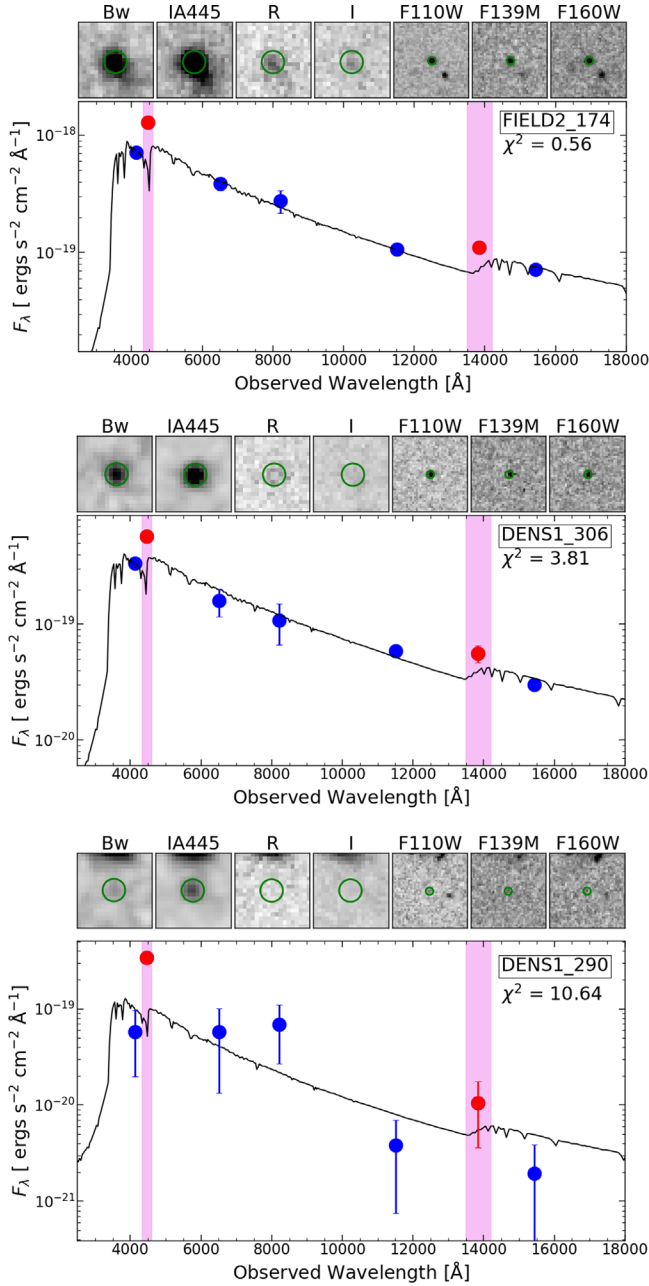 Bw IA445 R I F110W F139M F160W
FIELD2_174
χ² = 0.56
10⁻¹⁸
10⁻¹⁹
F_λ [ ergs s⁻² cm⁻² Å⁻¹]
4000 6000 8000 10000 12000 14000 16000 18000
Observed Wavelength [Å]
Bw IA445 R I F110W F139M F160W
DENS1_306
χ² = 3.81
10⁻¹⁹
10⁻²⁰
F_λ [ ergs s⁻² cm⁻² Å⁻¹]
4000 6000 8000 10000 12000 14000 16000 18000
Observed Wavelength [Å]
Bw IA445 R I F110W F139M F160W
DENS1_290
χ² = 10.64
10⁻¹⁹
10⁻²⁰
10⁻²¹
F_λ [ ergs s⁻² cm⁻² Å⁻¹]
4000 6000 8000 10000 12000 14000 16000 18000
Observed Wavelength [Å]